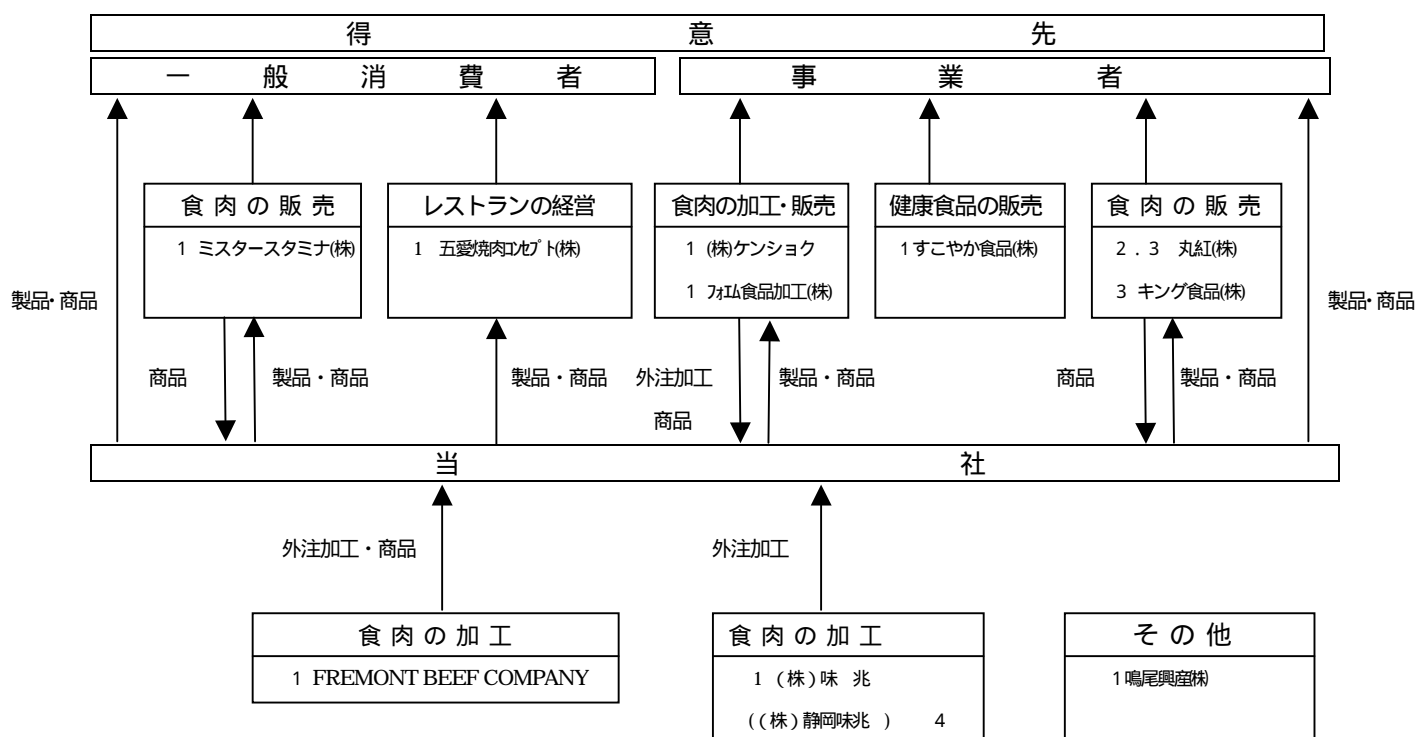 得意先
一般消費者 事業者
食肉の販売 レストランの経営 食肉の加工・販売 健康食品の販売 食肉の販売
1 ミスタースタミナ(株) 1 五愛焼肉ｺﾝｾﾌﾟﾄ(株) 1 (株)ケンショク 1すこやか食品(株) 2．3 丸紅(株)
1 ﾌｫｴﾑ食品加工(株) 3 キング食品(株)
製品・商品 製品・商品
商品 製品・商品 製品・商品 外注加工 製品・商品 商品 製品・商品
商品
当社
外注加工・商品 外注加工
食肉の加工 食肉の加工 その他
1 FREMONT BEEF COMPANY 1 (株)味 兆 1鳴尾興産(株)
((株)静岡味兆 ) 4